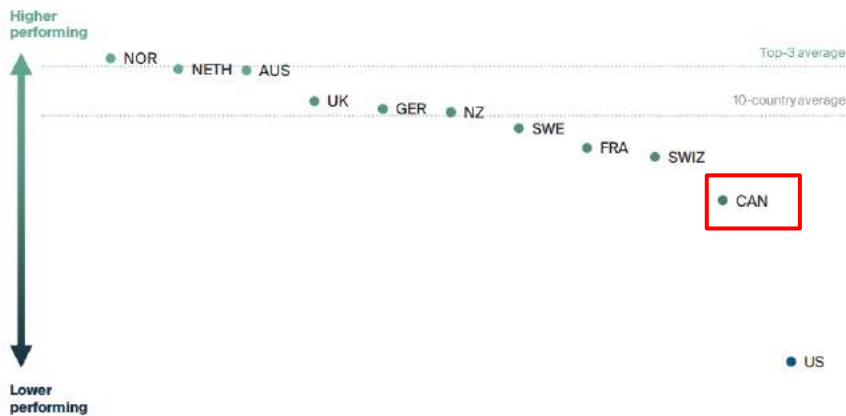 Higher
performing
NOR
NETH
AUS
Top-3 average
UK
GER
NZ
10-country average
SWE
FRA
SWIZ
CAN
US
Lower
performing